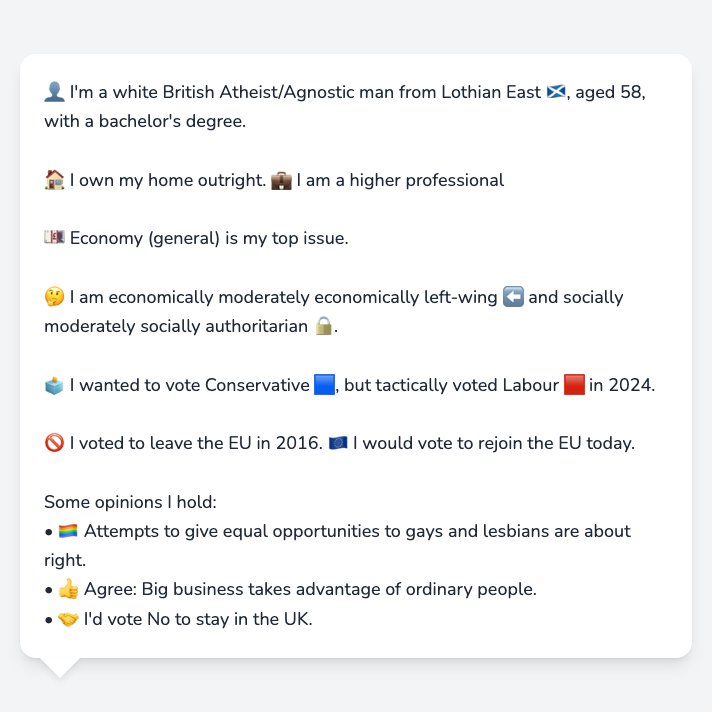 👤 I'm a white British Atheist/Agnostic man from Lothian East 🏴󠁧󠁢󠁳󠁣󠁴󠁿, aged 58,
with a bachelor's degree.
🏠 I own my home outright. 💼 I am a higher professional
💷 Economy (general) is my top issue.
🤔 I am economically moderately economically left-wing ⬅️ and socially
moderately socially authoritarian 🔒.
🗳️ I wanted to vote Conservative 🟦, but tactically voted Labour 🟥 in 2024.
🚫 I voted to leave the EU in 2016. 🇪🇺 I would vote to rejoin the EU today.
Some opinions I hold:
• 🏳️‍🌈 Attempts to give equal opportunities to gays and lesbians are about
right.
• 👍 Agree: Big business takes advantage of ordinary people.
• 🤝 I'd vote No to stay in the UK.